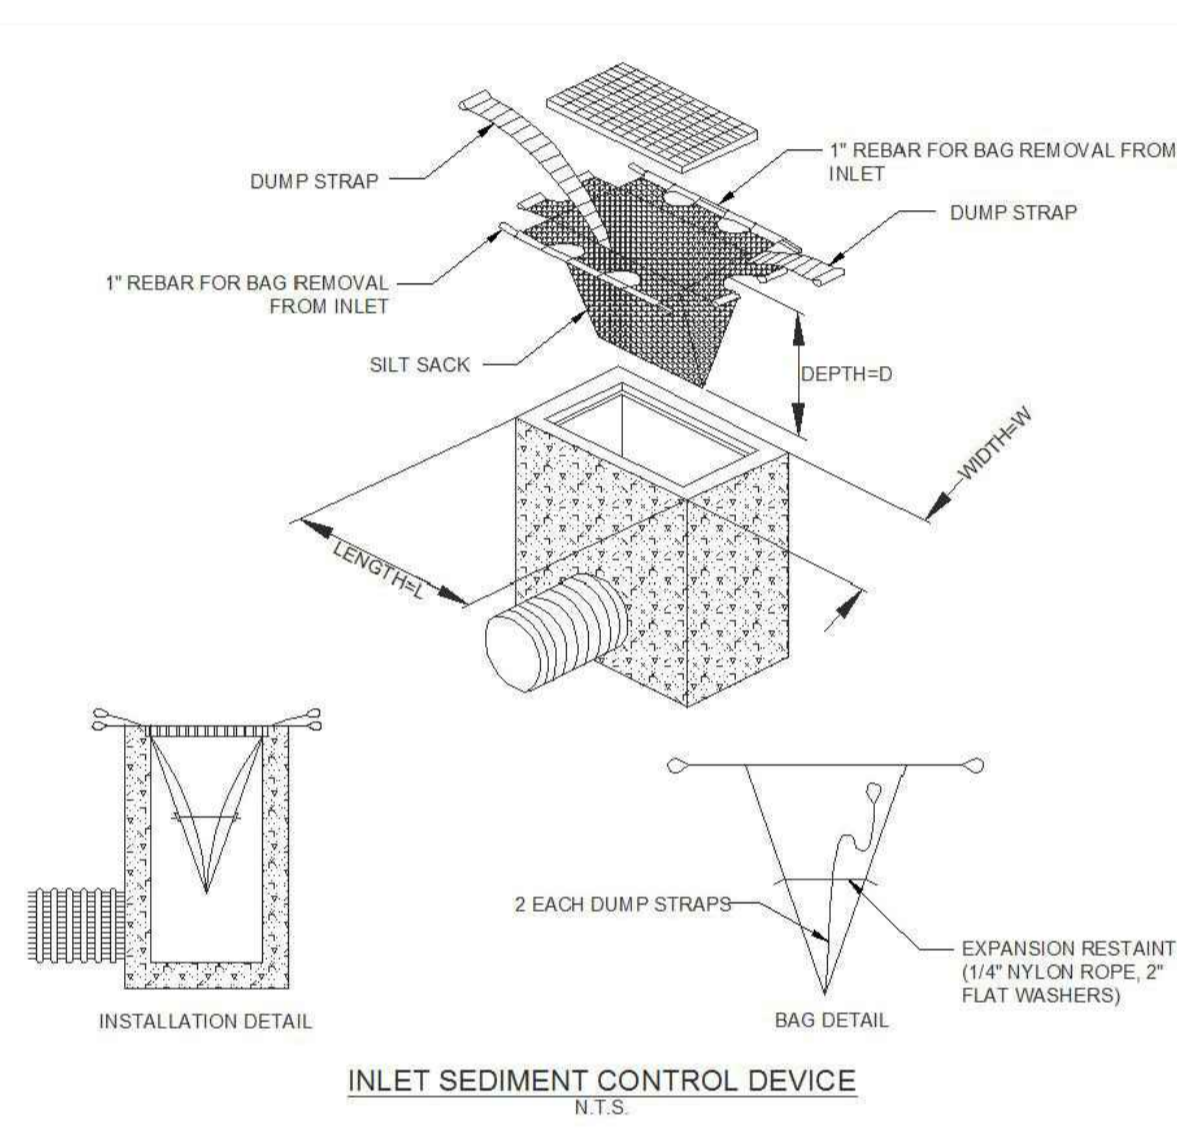 1" REBAR FOR BAG REMOVAL FROM
INLET
DUMP STRAP
DUMP STRAP
1" REBAR FOR BAG REMOVAL
FROM INLET
SILT SACK
DEPTH=D
WIDTH=W
LENGTH=L
2 EACH DUMP STRAPS
EXPANSION RESTAINT
(1/4" NYLON ROPE, 2"
FLAT WASHERS)
INSTALLATION DETAIL
BAG DETAIL
INLET SEDIMENT CONTROL DEVICE
N.T.S.